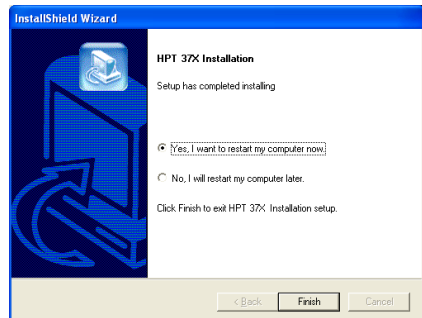 InstallShield Wizard
HPT 37X Installation
Setup has completed installing
Yes, I want to restart my computer now.
No, I will restart my computer later.
Click Finish to exit HPT 37X Installation setup.
< Back
Finish
Cancel